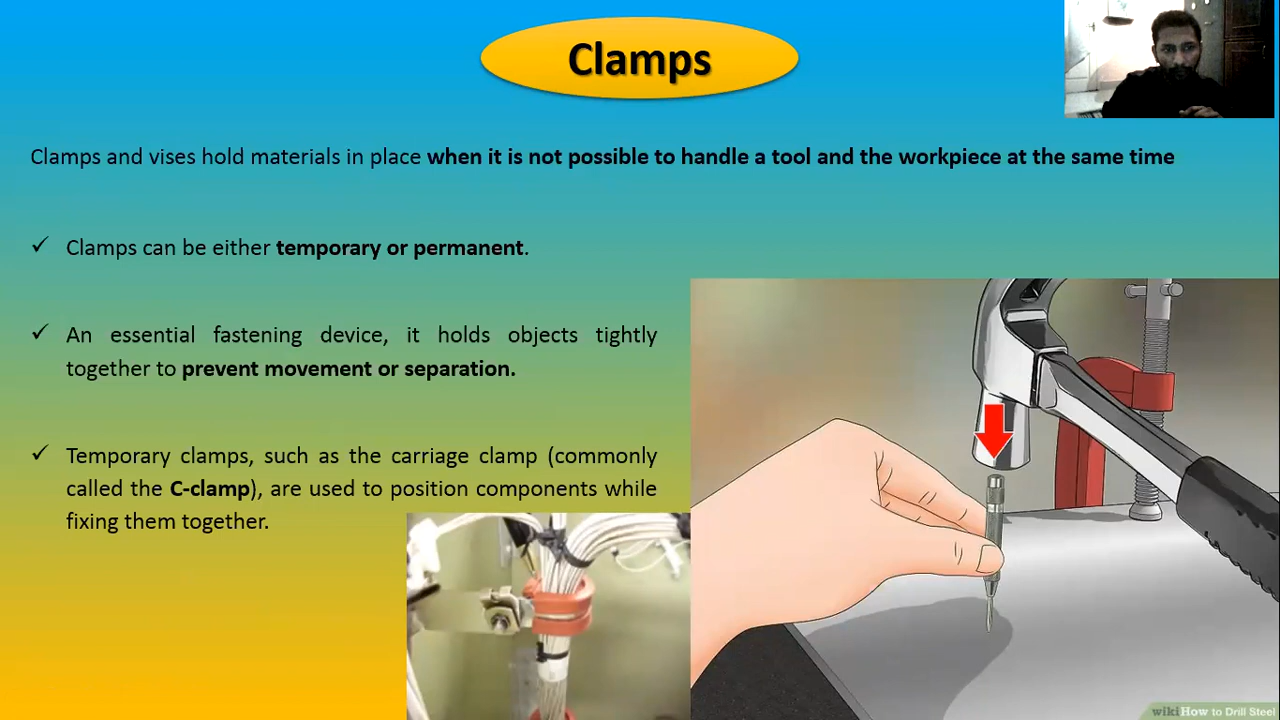 Clamps
Clamps and vises hold materials in place when it is not possible to handle a tool and the workpiece at the same time
✓ Clamps can be either temporary or permanent.
✓ An essential fastening device, it holds objects tightly
together to prevent movement or separation.
✓ Temporary clamps, such as the carriage clamp (commonly
called the C-clamp), are used to position components while
fixing them together.
wikiHow to Drill Steel